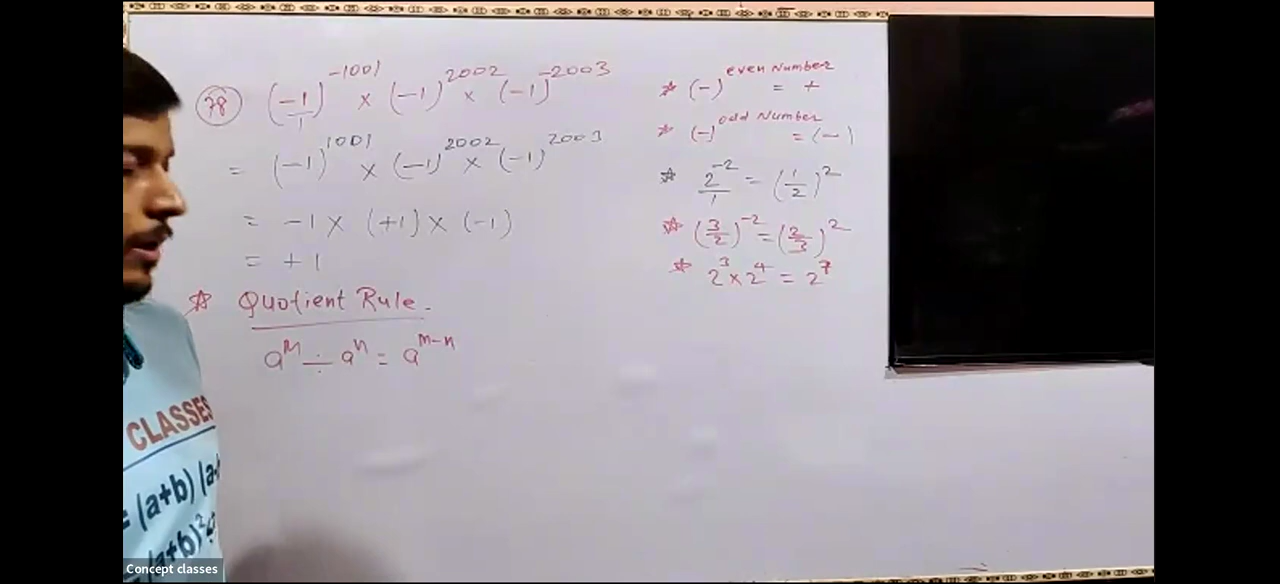 (78) (-1/1)^-1001 × (-1)^2002 × (-1)^-2003
= (-1)^1001 × (-1)^2002 × (-1)^2003
= -1 × (+1) × (-1)
= +1
☆ Quotient Rule.
a^m ÷ a^n = a^m-n
☆ (-)^even Number = +
☆ (-)^odd Number = (-)
☆ 2^-2/1 = (1/2)^2
☆ (3/2)^-2 = (2/3)^2
☆ 2^3 × 2^4 = 2^7
CLASSES
= (a+b) (a-
(a+b)²
Concept classes